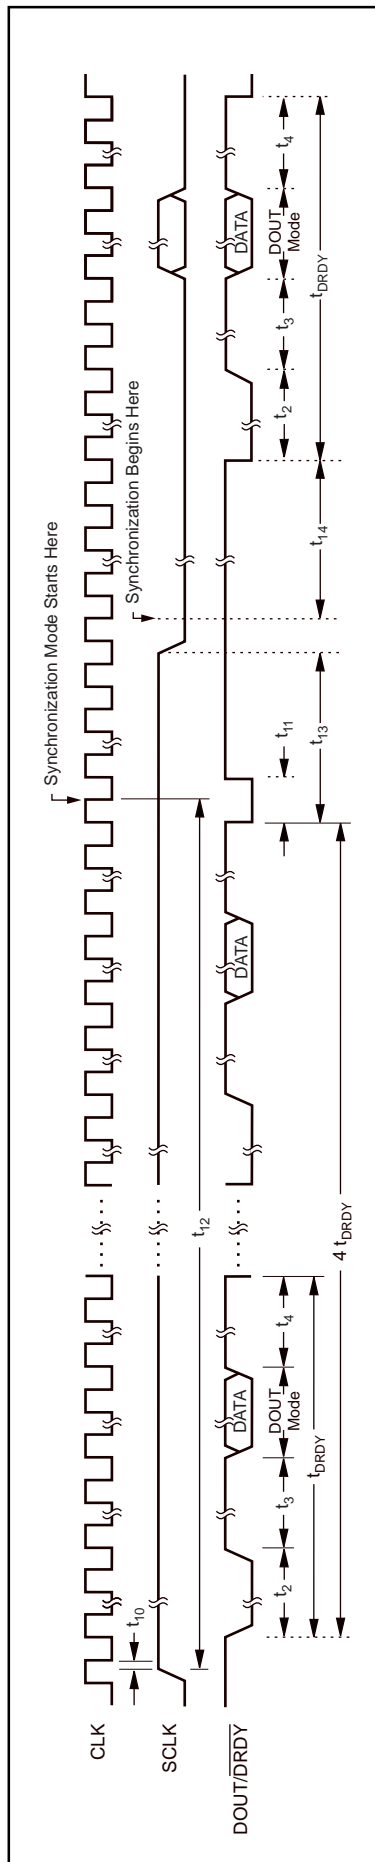 Synchronization Mode Starts Here
Synchronization Begins Here
CLK
t10
SCLK
t12
DOUT/DRDY
DATA
DATA
DATA
t2
t3
DOUT
Mode
t4
t11
t2
t3
DOUT
Mode
t4
tDRDY
t13
t14
tDRDY
4 tDRDY